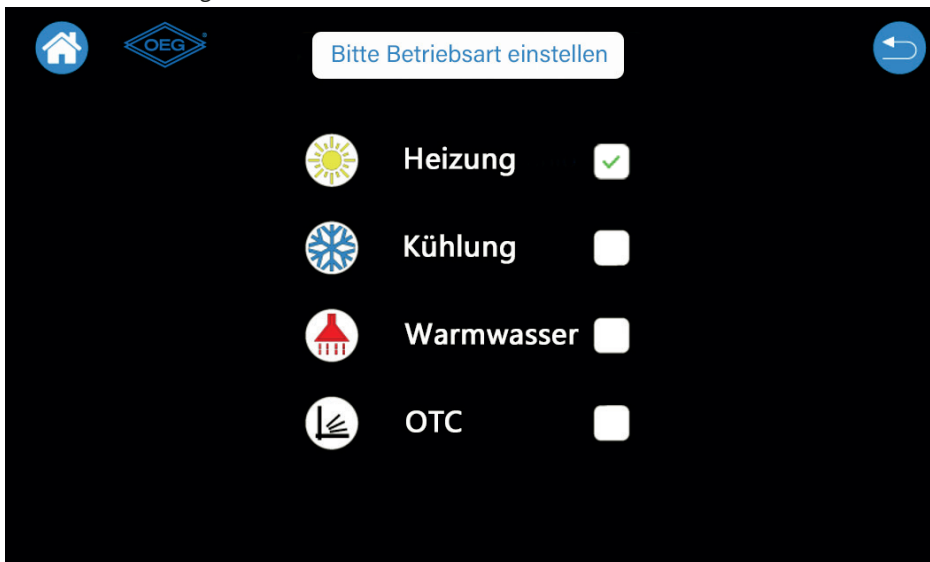 OEG®
Bitte Betriebsart einstellen
Heizung
Kühlung
Warmwasser
OTC